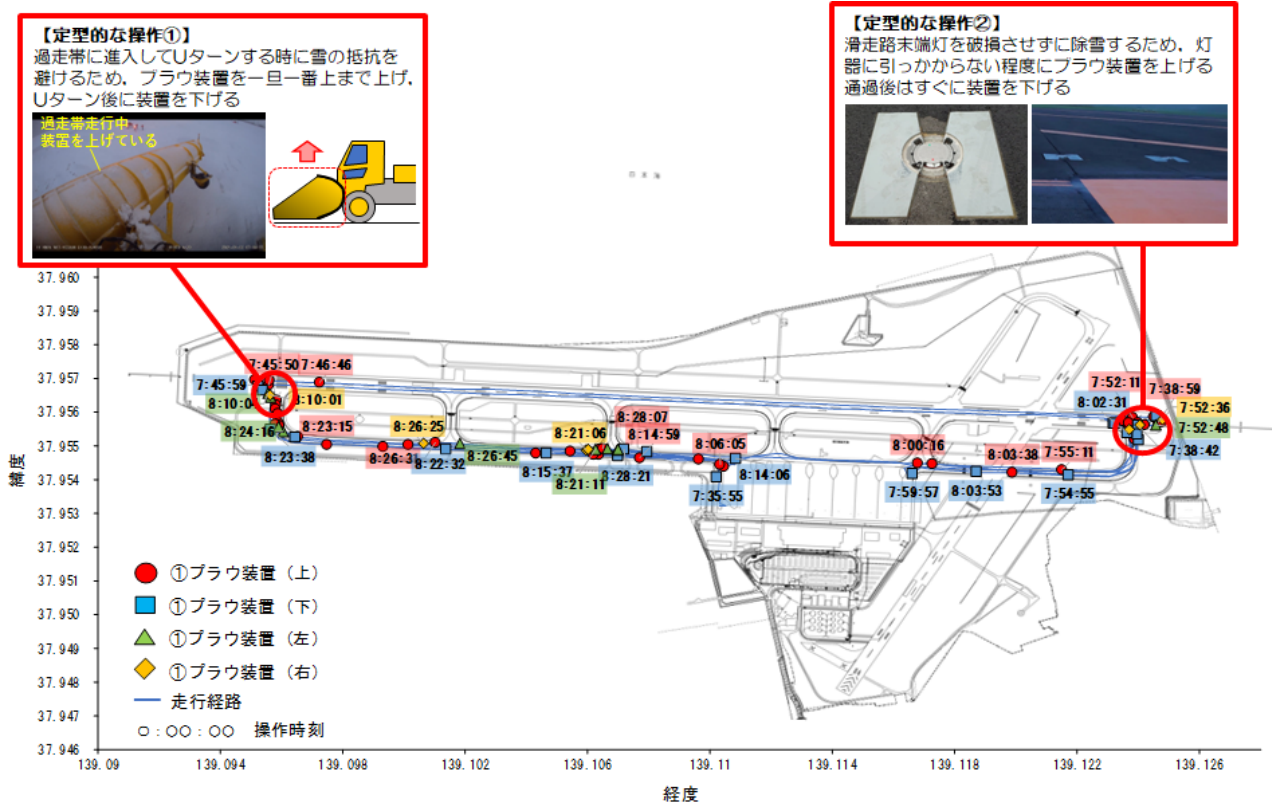 【定型的な操作①】
過走帯に進入してUターンする時に雪の抵抗を
避けるため，プラウ装置を一旦一番上まで上げ，
Uターン後に装置を下げる
過走帯走行中
装置を上げている
【定型的な操作②】
滑走路末端灯を破損させずに除雪するため，灯
器に引っかからない程度にプラウ装置を上げる
通過後はすぐに装置を下げる
日本海
37.960
37.959
37.958
37.957
37.956
37.955
37.954
37.953
37.952
37.951
37.950
37.949
37.948
37.947
37.946
緯度
7:45:50
7:46:46
7:45:59
8:10:01
8:24:16
8:23:15
8:23:38
8:26:25
8:22:32
8:26:45
8:21:06
8:15:37
8:21:11
8:28:07
8:14:59
8:28:21
8:06:05
7:35:55
8:14:06
7:59:57
8:03:38
8:03:53
7:55:11
7:54:55
7:52:11
7:38:59
8:02:31
7:52:36
7:52:48
7:38:42
①プラウ装置（上）
①プラウ装置（下）
①プラウ装置（左）
①プラウ装置（右）
走行経路
○：○○：○○ 操作時刻
139.09
139.094
139.098
139.102
139.106
139.11
139.114
139.118
139.122
139.126
経度